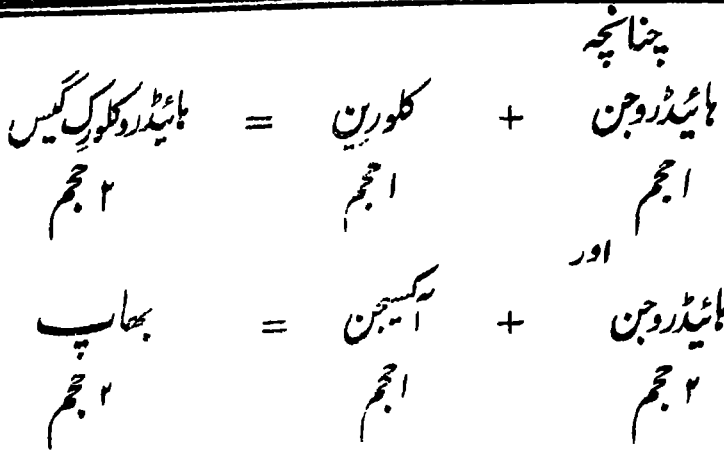 چنانچہ
ہائیڈروجن + کلورین = ہائیڈروکلورک گیس
۱ حجم ۱ حجم ۲ حجم
اور
ہائیڈروجن + آکسیجن = بھاپ
۲ حجم ۱ حجم ۲ حجم